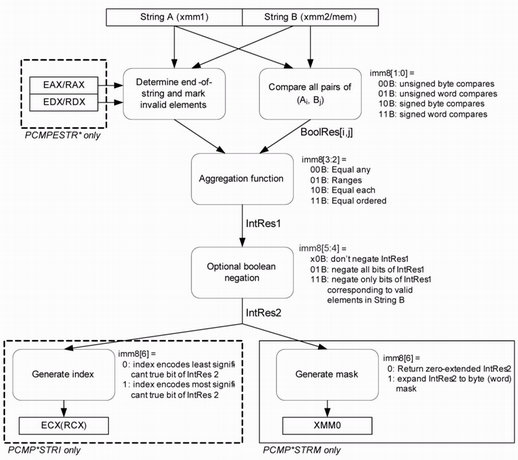 String A (xmm1)
String B (xmm2/mem)
EAX/RAX
EDX/RDX
PCMPESTR* only
Determine end -of-
string and mark
invalid elements
Compare all pairs of
(Ai, Bj)
imm8[1:0] =
00B: unsigned byte compares
01B: unsigned word compares
10B: signed byte compares
11B: signed word compares
BoolRes[i,j]
Aggregation function
imm8[3:2] =
00B: Equal any
01B: Ranges
10B: Equal each
11B: Equal ordered
IntRes1
Optional boolean
negation
imm8[5:4] =
x0B: don't negate IntRes1
01B: negate all bits of IntRes1
11B: negate only bits of IntRes1
corresponding to valid
elements in String B
IntRes2
Generate index
imm8[6] =
0: index encodes least signifi
cant true bit of IntRes 2
1: index encodes most signifi
cant true bit of IntRes 2
ECX(RCX)
PCMP*STRI only
Generate mask
imm8[6] =
0: Return zero-extended IntRes2
1: expand IntRes2 to byte (word)
mask
XMM0
PCMP*STRM only